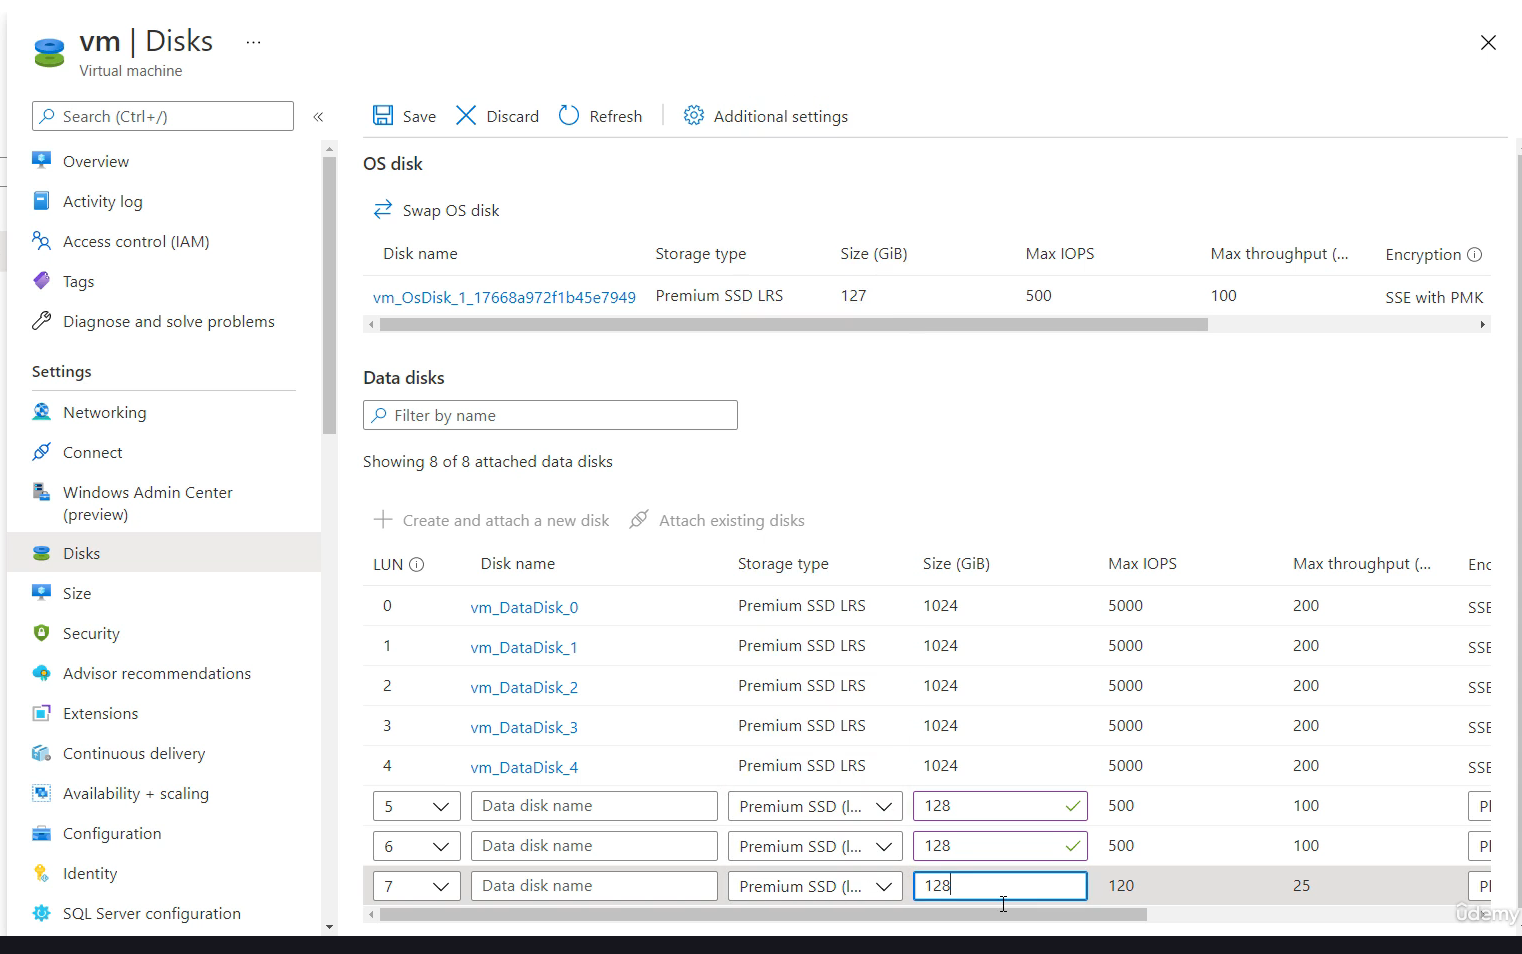 vm | Disks ...
Virtual machine
Search (Ctrl+/) «
Save Discard Refresh Additional settings
Overview
Activity log
Access control (IAM)
Tags
Diagnose and solve problems
Settings
Networking
Connect
Windows Admin Center
(preview)
Disks
Size
Security
Advisor recommendations
Extensions
Continuous delivery
Availability + scaling
Configuration
Identity
SQL Server configuration
OS disk
Swap OS disk
Disk name Storage type Size (GiB) Max IOPS Max throughput (... Encryption
vm_OsDisk_1_17668a972f1b45e7949 Premium SSD LRS 127 500 100 SSE with PMK
Data disks
Filter by name
Showing 8 of 8 attached data disks
Create and attach a new disk Attach existing disks
LUN Disk name Storage type Size (GiB) Max IOPS Max throughput (... Enc
0 vm_DataDisk_0 Premium SSD LRS 1024 5000 200 SSE
1 vm_DataDisk_1 Premium SSD LRS 1024 5000 200 SSE
2 vm_DataDisk_2 Premium SSD LRS 1024 5000 200 SSE
3 vm_DataDisk_3 Premium SSD LRS 1024 5000 200 SSE
4 vm_DataDisk_4 Premium SSD LRS 1024 5000 200 SSE
5 Data disk name Premium SSD (l... 128 500 100 Pl
6 Data disk name Premium SSD (l... 128 500 100 Pl
7 Data disk name Premium SSD (l... 128 120 25 Pl
ûdemy